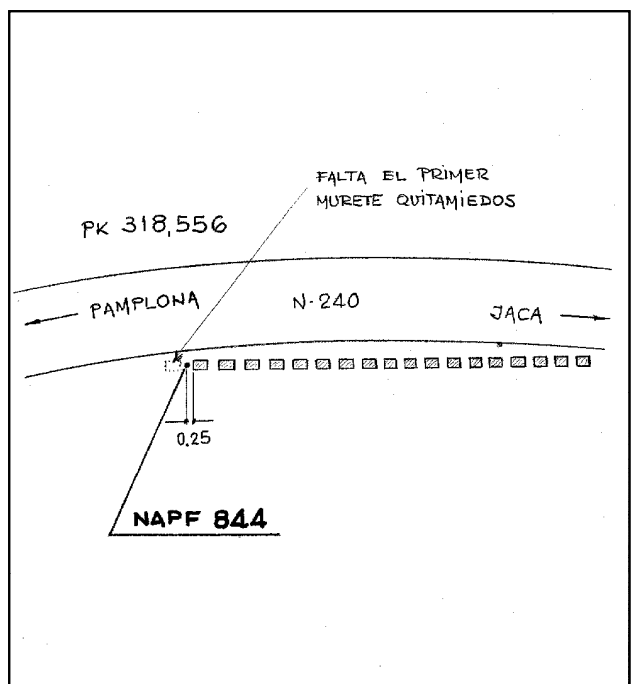 FALTA EL PRIMER
MURETE QUITAMIEDOS
PK 318,556
PAMPLONA
N-240
JACA
0,25
NAPF 844